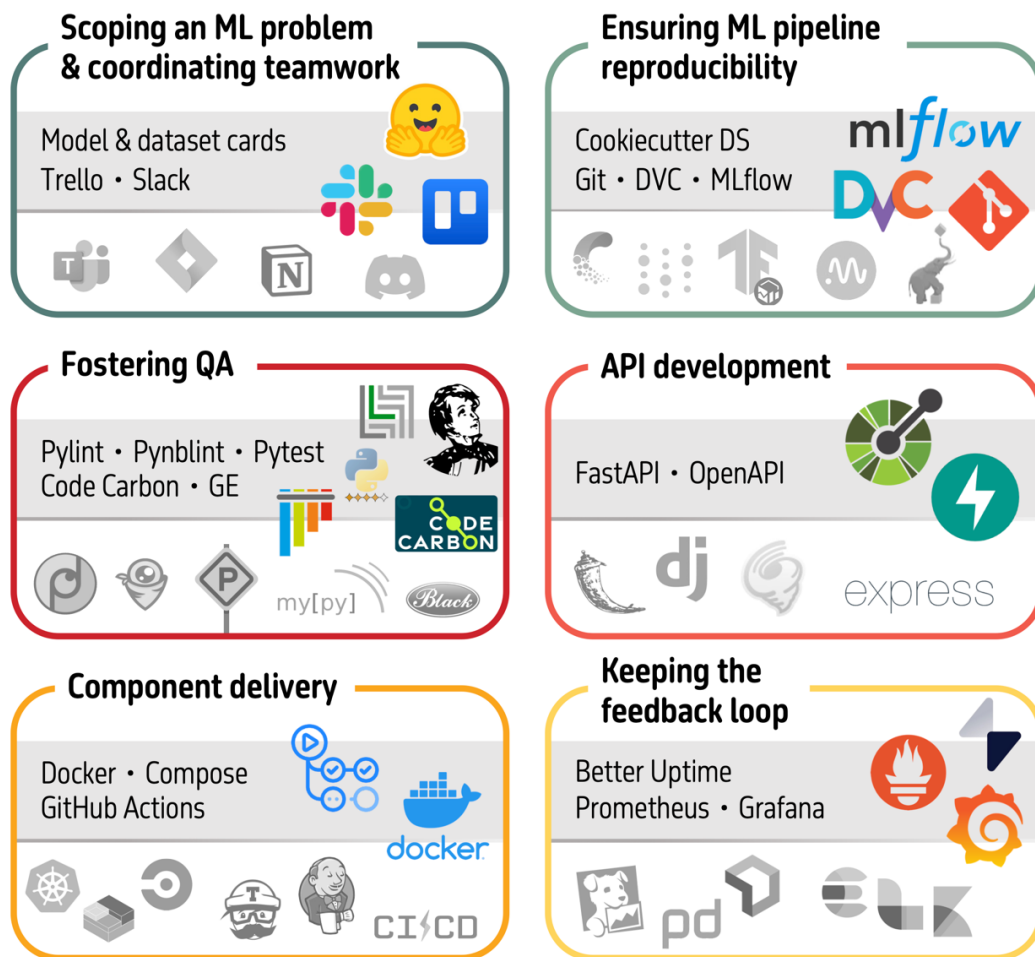 Scoping an ML problem
& coordinating teamwork
Model & dataset cards
Trello • Slack
T
N
Ensuring ML pipeline
reproducibility
Cookiecutter DS
Git • DVC • MLflow
mlflow
DVC
Fostering QA
Pylint • Pynblint • Pytest
Code Carbon • GE
CODE
CARBON
P
my[py]
Black
API development
FastAPI • OpenAPI
dj
express
Component delivery
Docker • Compose
GitHub Actions
docker
T
CI CD
Keeping the
feedback loop
Better Uptime
Prometheus • Grafana
pd